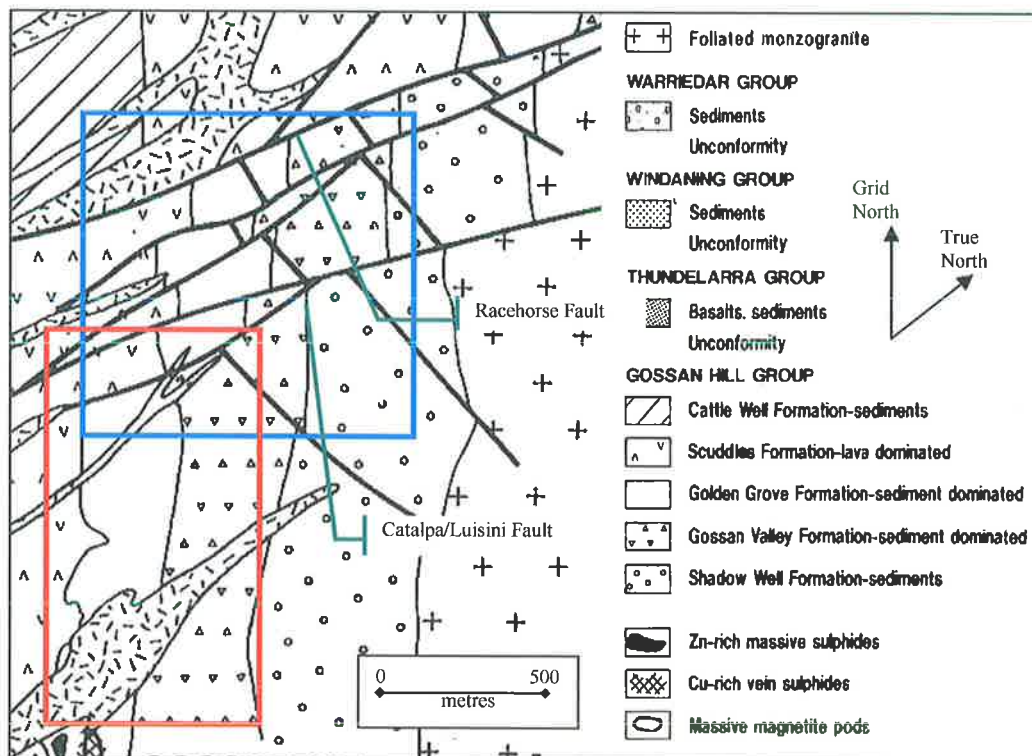 Foliated monzogranite
WARRIEDAR GROUP
Sediments
Unconformity
WINDANING GROUP
Sediments
Unconformity
THUNDELARRA GROUP
Basalts. sediments
Unconformity
GOSSAN HILL GROUP
Cattle Well Formation-sediments
Scuddles Formation-lava dominated
Golden Grove Formation-sediment dominated
Gossan Valley Formation-sediment dominated
Shadow Well Formation-sediments
Zn-rich massive sulphides
Cu-rich vein sulphides
Massive magnetite pods
Grid
North
True
North
Racehorse Fault
Catalpa/Luisini Fault
0 500
metres